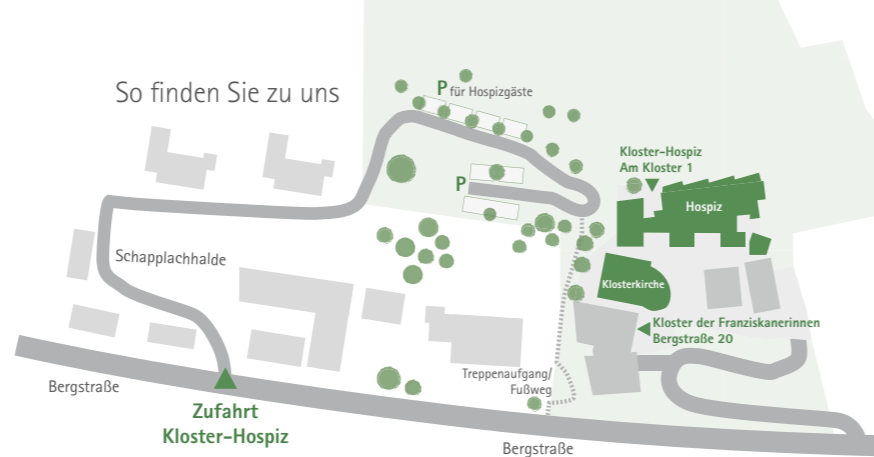 So finden Sie zu uns
P für Hospizgäste
P
Kloster-Hospiz
Am Kloster 1
Hospiz
Schapplachhalde
Klosterkirche
Kloster der Franziskanerinnen
Bergstraße 20
Treppenaufgang/
Fußweg
Bergstraße
Zufahrt
Kloster-Hospiz
Bergstraße